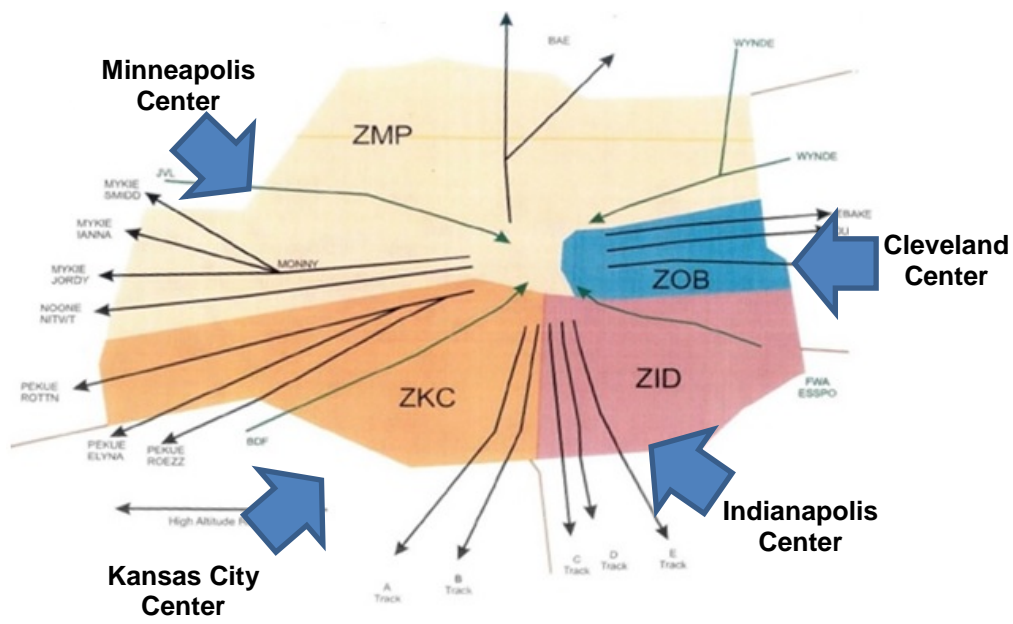 BAE
WYNDE
Minneapolis
Center
ZMP
WYNDE
JVL
MYKIE
SMIDD
MYKIE
IANNA
MONNY
MYKIE
JORDY
NOONE
NITWT
ZOB
Cleveland
Center
PEKUE
ROTTN
ZKC
ZID
FWA
ESSPO
PEKUE
ELYNA
PEKUE
ROEZZ
BDF
High Altitude
Indianapolis
Center
Kansas City
Center
A
Track
B
Track
C
Track
D
Track
E
Track